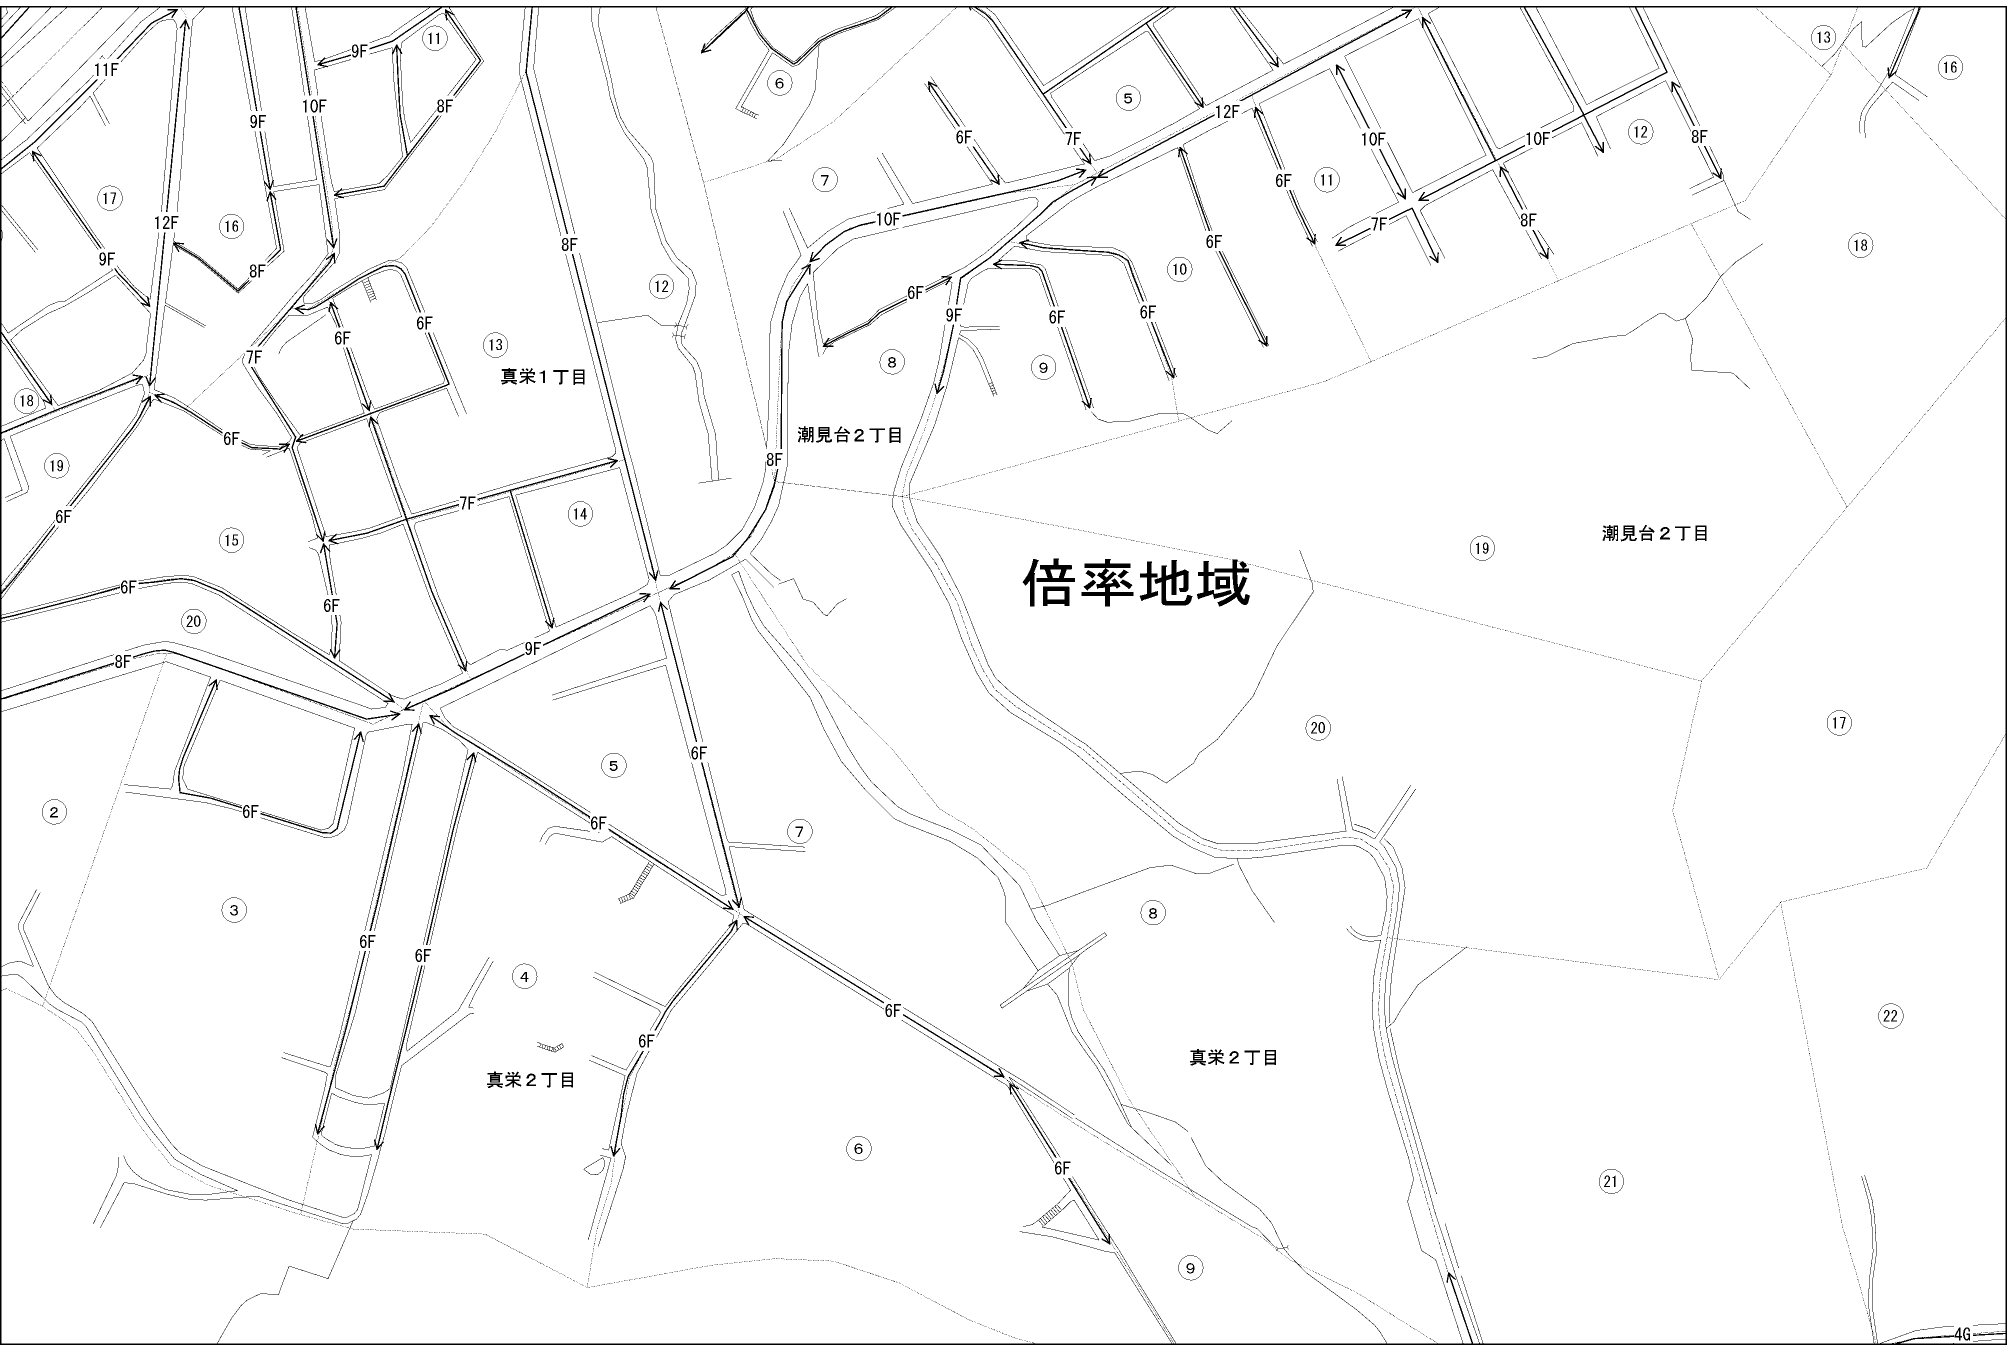 ⑪
⑬
9F
⑯
11F
⑥
⑤
10F
8F
12F
9F
6F
7F
10F
10F
⑫
8F
⑦
6F
⑪
⑰
12F
⑯
10F
7F
8F
8F
6F
⑱
9F
8F
⑩
⑫
6F
9F
6F
6F
6F
6F
⑬
7F
⑧
⑨
真栄１丁目
⑱
潮見台２丁目
6F
⑲
8F
7F
⑭
6F
潮見台２丁目
⑮
⑲
倍率地域
6F
6F
⑳
9F
8F
⑰
⑳
6F
⑤
②
6F
6F
⑦
③
⑧
6F
6F
④
6F
㉒
6F
真栄２丁目
真栄２丁目
⑥
6F
㉑
⑨
4G